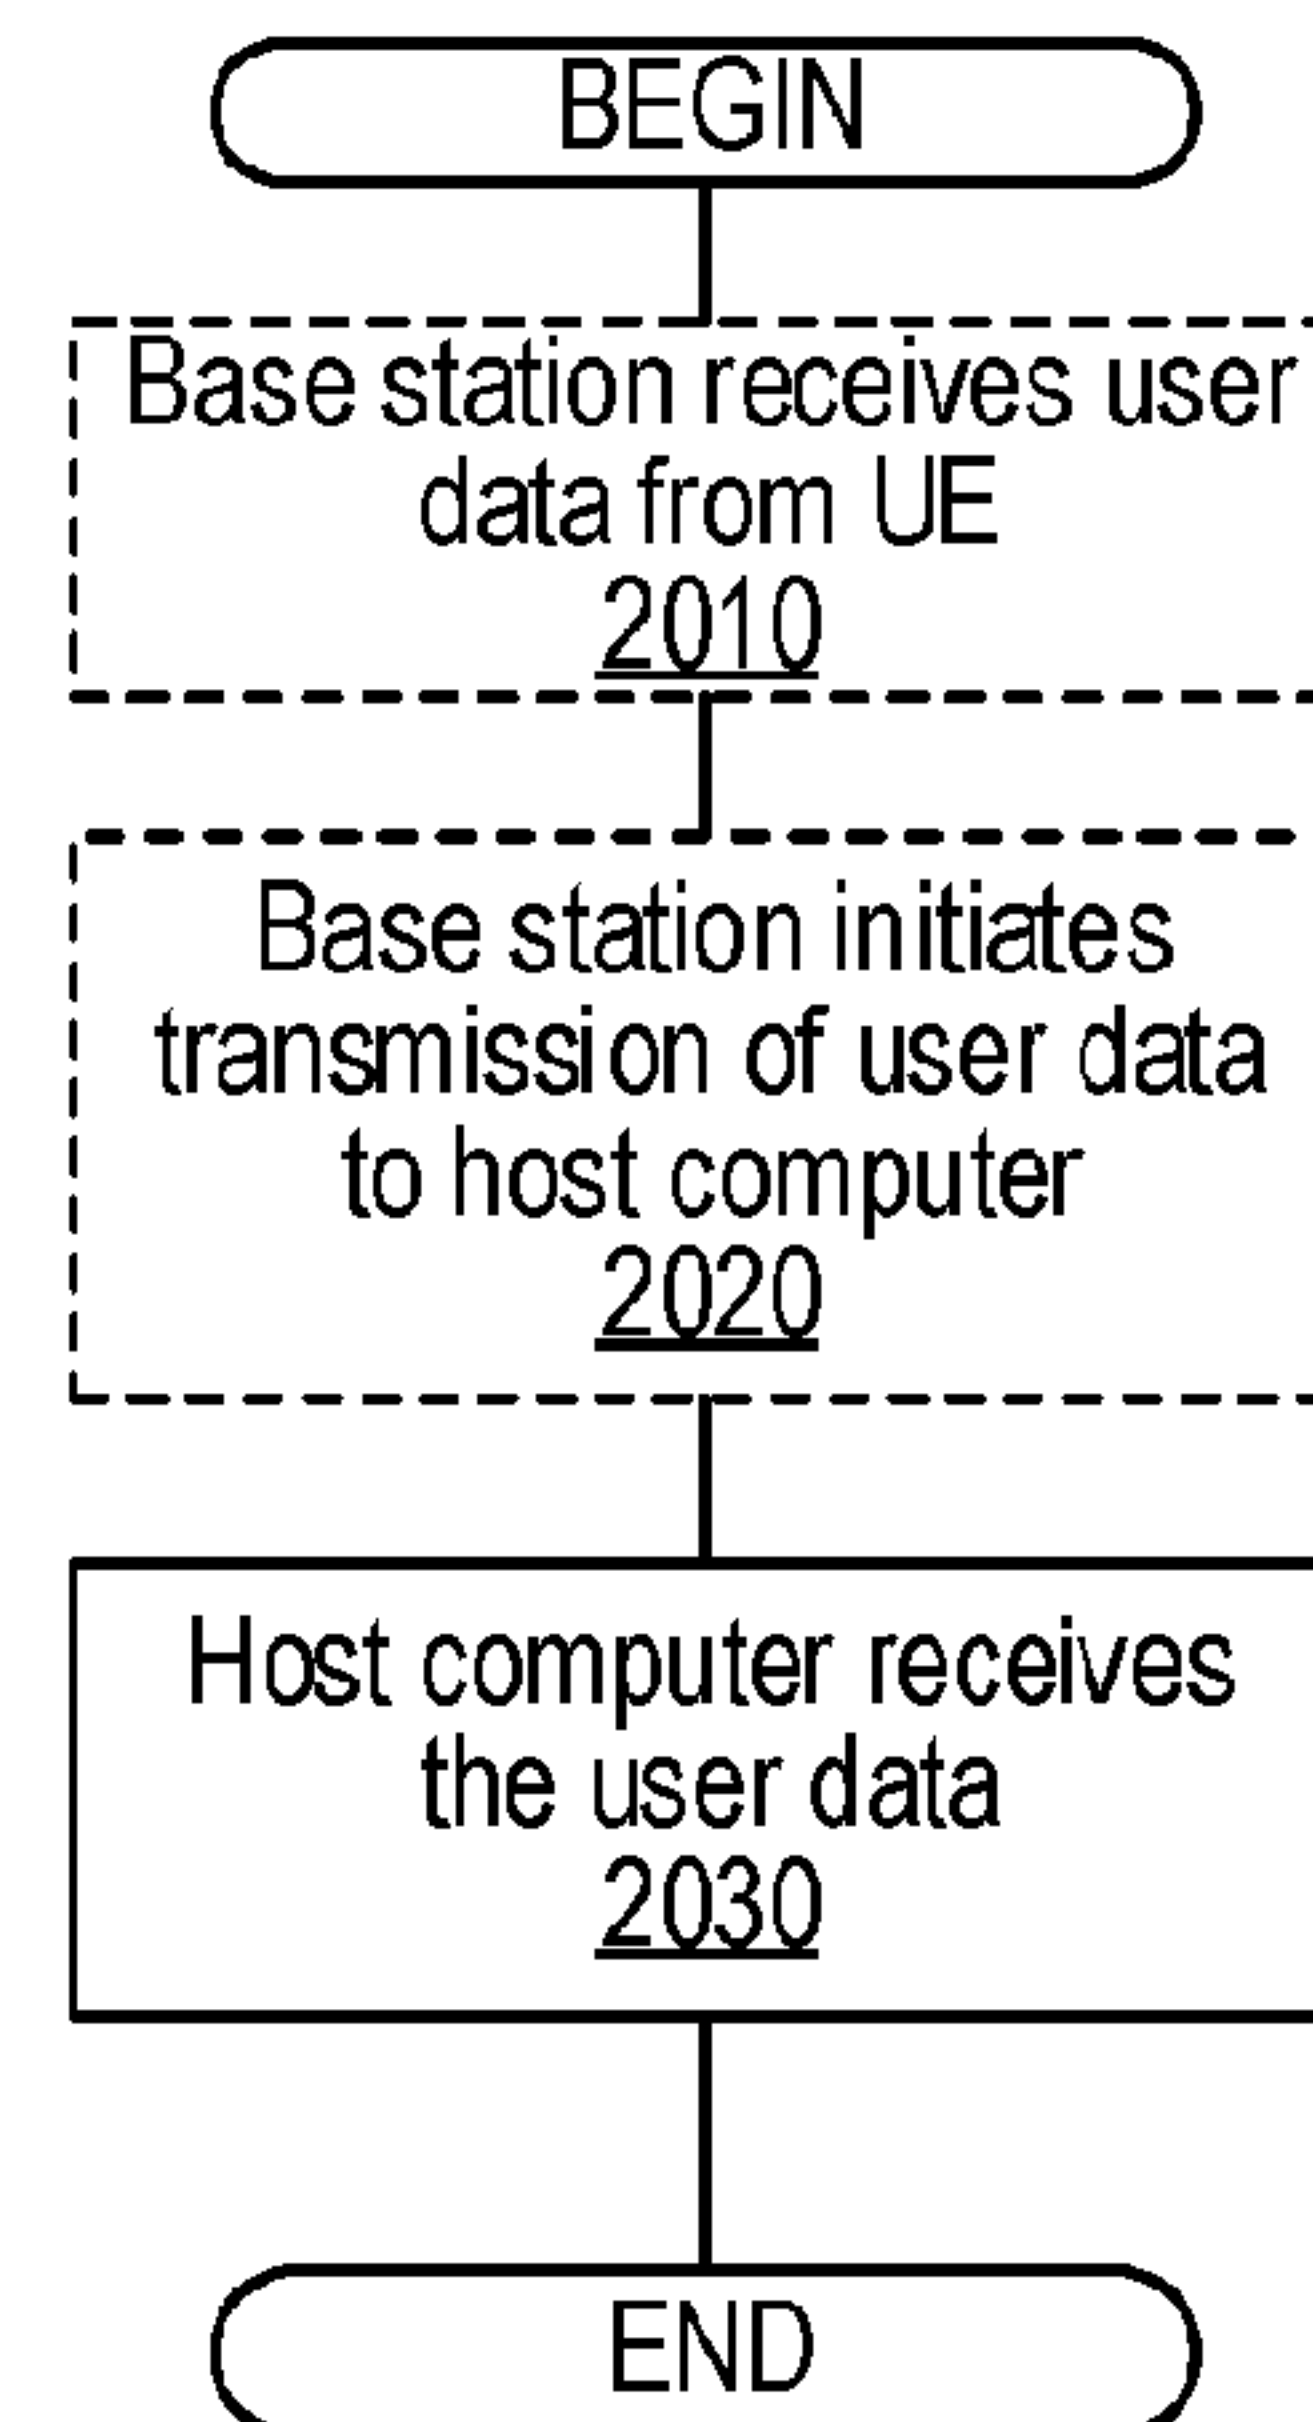 BEGIN
Base station receives user
data from UE
2010
Base station initiates
transmission of user data
to host computer
2020
Host computer receives
the user data
2030
END